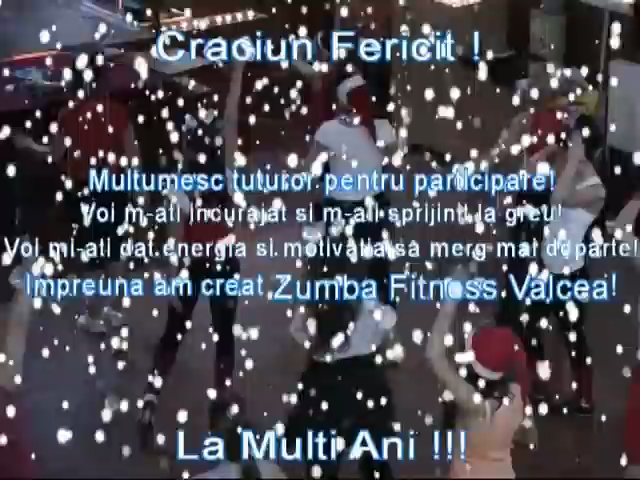 Craciun Fericit !
Multumesc tuturor pentru participare!
Voi m-ati incurajat si m-ati sprijinit la greu!
Voi mi-ati dat energia si motivatia sa merg mai departe!
Impreuna am creat Zumba Fitness Valcea!
La Multi Ani !!!